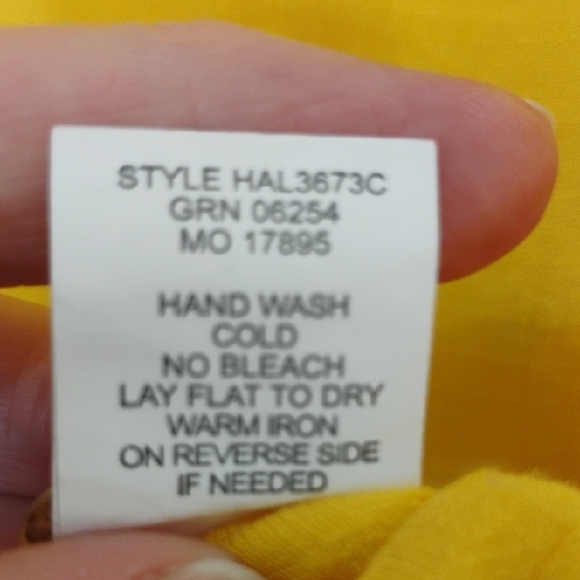 STYLE HAL3673C
GRN 06254
MO 17895
HAND WASH
COLD
NO BLEACH
LAY FLAT TO DRY
WARM IRON
ON REVERSE SIDE
IF NEEDED